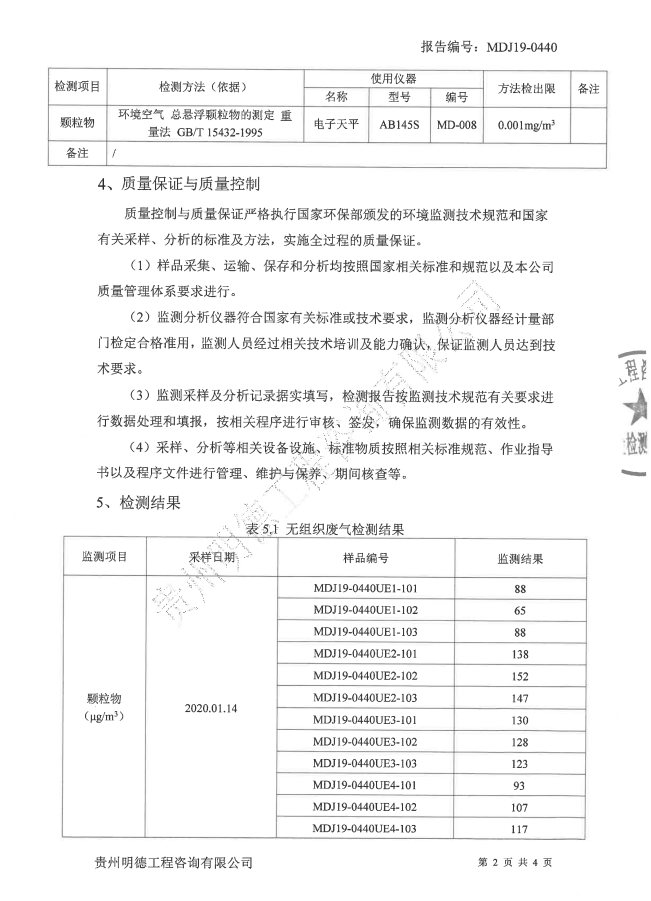 报告编号：MDJ19-0440
检测项目 检测方法（依据） 使用仪器 方法检出限 备注
名称 型号 编号
颗粒物 环境空气 总悬浮颗粒物的测定 重 电子天平 AB145S MD-008 0.001mg/m³
量法 GB/T 15432-1995
备注 /
4、质量保证与质量控制
质量控制与质量保证严格执行国家环保部颁发的环境监测技术规范和国家
有关采样、分析的标准及方法，实施全过程的质量保证。
（1）样品采集、运输、保存和分析均按照国家相关标准和规范以及本公司
质量管理体系要求进行。
（2）监测分析仪器符合国家有关标准或技术要求，监测分析仪器经计量部
门检定合格准用，监测人员经过相关技术培训及能力确认，保证监测人员达到技
术要求。
（3）监测采样及分析记录据实填写，检测报告按监测技术规范有关要求进
行数据处理和填报，按相关程序进行审核、签发，确保监测数据的有效性。
（4）采样、分析等相关设备设施、标准物质按照相关标准规范、作业指导
书以及程序文件进行管理、维护与保养、期间核查等。
5、检测结果
表 5.1 无组织废气检测结果
监测项目 采样日期 样品编号 监测结果
颗粒物
（μg/m³）
2020.01.14
MDJ19-0440UE1-101 88
MDJ19-0440UE1-102 65
MDJ19-0440UE1-103 88
MDJ19-0440UE2-101 138
MDJ19-0440UE2-102 152
MDJ19-0440UE2-103 147
MDJ19-0440UE3-101 130
MDJ19-0440UE3-102 128
MDJ19-0440UE3-103 123
MDJ19-0440UE4-101 93
MDJ19-0440UE4-102 107
MDJ19-0440UE4-103 117
贵州明德工程咨询有限公司
第 2 页 共 4 页
贵州明德工程咨询有限公司